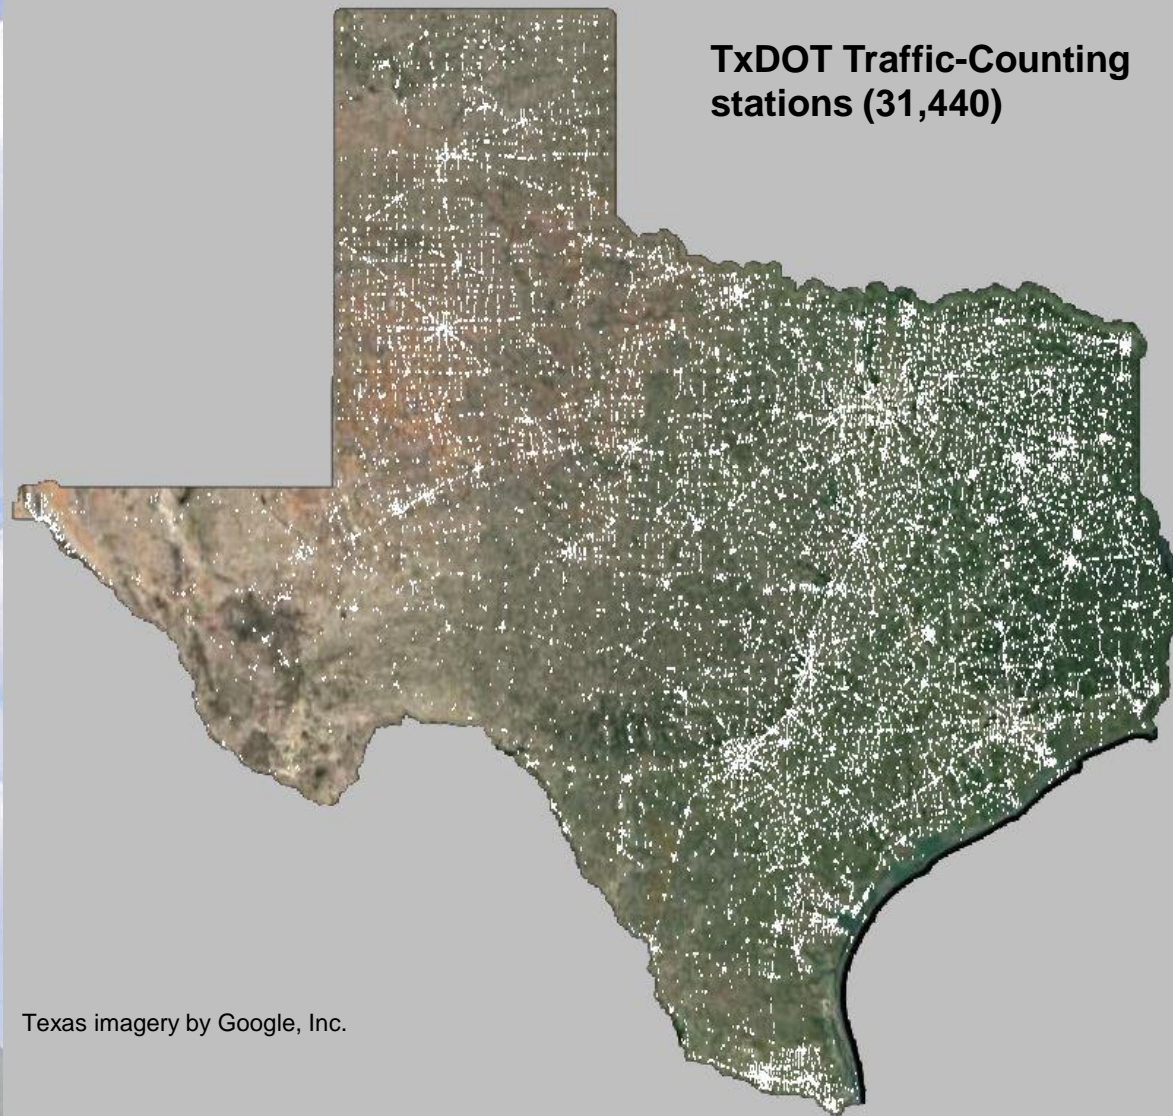 TxDOT Traffic-Counting
stations (31,440)
Texas imagery by Google, Inc.